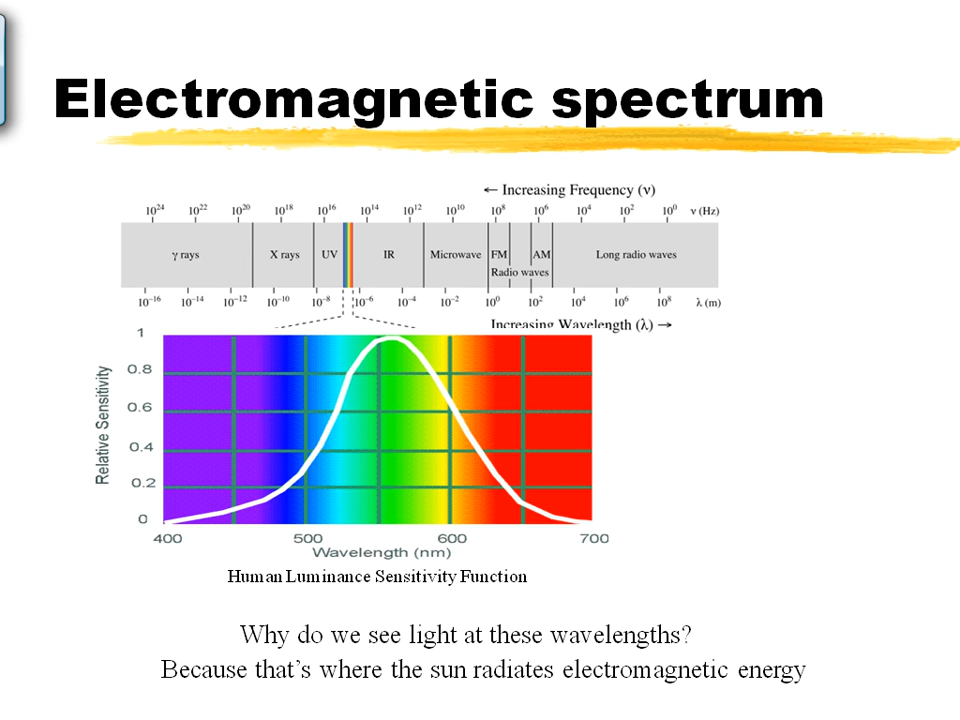 Electromagnetic spectrum
← Increasing Frequency (ν)
10²⁴ 10²² 10²⁰ 10¹⁸ 10¹⁶ 10¹⁴ 10¹² 10¹⁰ 10⁸ 10⁶ 10⁴ 10² 10⁰ ν (Hz)
γ rays X rays UV IR Microwave FM AM Long radio waves
Radio waves
10⁻¹⁶ 10⁻¹⁴ 10⁻¹² 10⁻¹⁰ 10⁻⁸ 10⁻⁶ 10⁻⁴ 10⁻² 10⁰ 10² 10⁴ 10⁶ 10⁸ λ (m)
Increasing Wavelength (λ) →
Relative Sensitivity
1
0.8
0.6
0.4
0.2
0
400 500 600 700
Wavelength (nm)
Human Luminance Sensitivity Function
Why do we see light at these wavelengths?
Because that's where the sun radiates electromagnetic energy